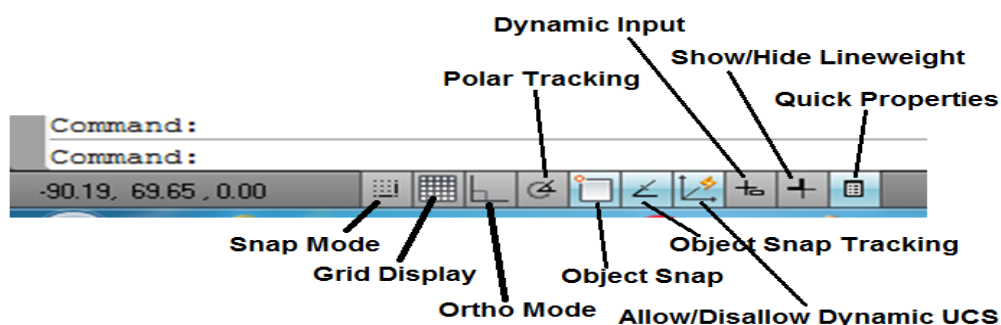 Dynamic Input
Show/Hide Lineweight
Polar Tracking
Quick Properties
Command:
Command:
-90.19, 69.65 , 0.00
Snap Mode
Object Snap Tracking
Grid Display
Object Snap
Ortho Mode
Allow/Disallow Dynamic UCS